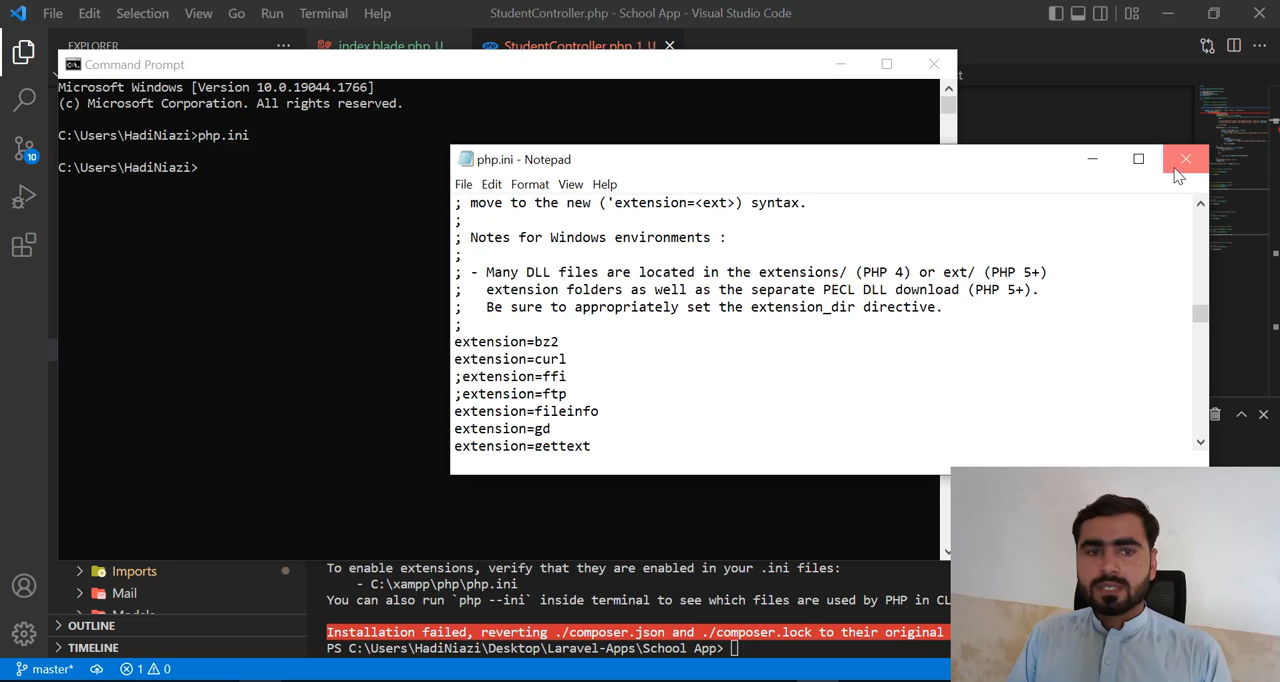 File Edit Selection View Go Run Terminal Help
StudentController.php - School App - Visual Studio Code
EXPLORER
index.blade.php U
StudentController.php 1, U
Command Prompt
Microsoft Windows [Version 10.0.19044.1766]
(c) Microsoft Corporation. All rights reserved.
C:\Users\HadiNiazi>php.ini
C:\Users\HadiNiazi>
10
php.ini - Notepad
File Edit Format View Help
; move to the new ('extension=<ext>) syntax.
;
; Notes for Windows environments :
;
; - Many DLL files are located in the extensions/ (PHP 4) or ext/ (PHP 5+)
; extension folders as well as the separate PECL DLL download (PHP 5+).
; Be sure to appropriately set the extension_dir directive.
;
extension=bz2
extension=curl
;extension=ffi
;extension=ftp
extension=fileinfo
extension=gd
extension=gettext
Imports
Mail
Models
OUTLINE
TIMELINE
To enable extensions, verify that they are enabled in your .ini files:
- C:\xampp\php\php.ini
You can also run `php --ini` inside terminal to see which files are used by PHP in CL
Installation failed, reverting ./composer.json and ./composer.lock to their original
PS C:\Users\HadiNiazi\Desktop\Laravel-Apps\School App>
master* 1 0